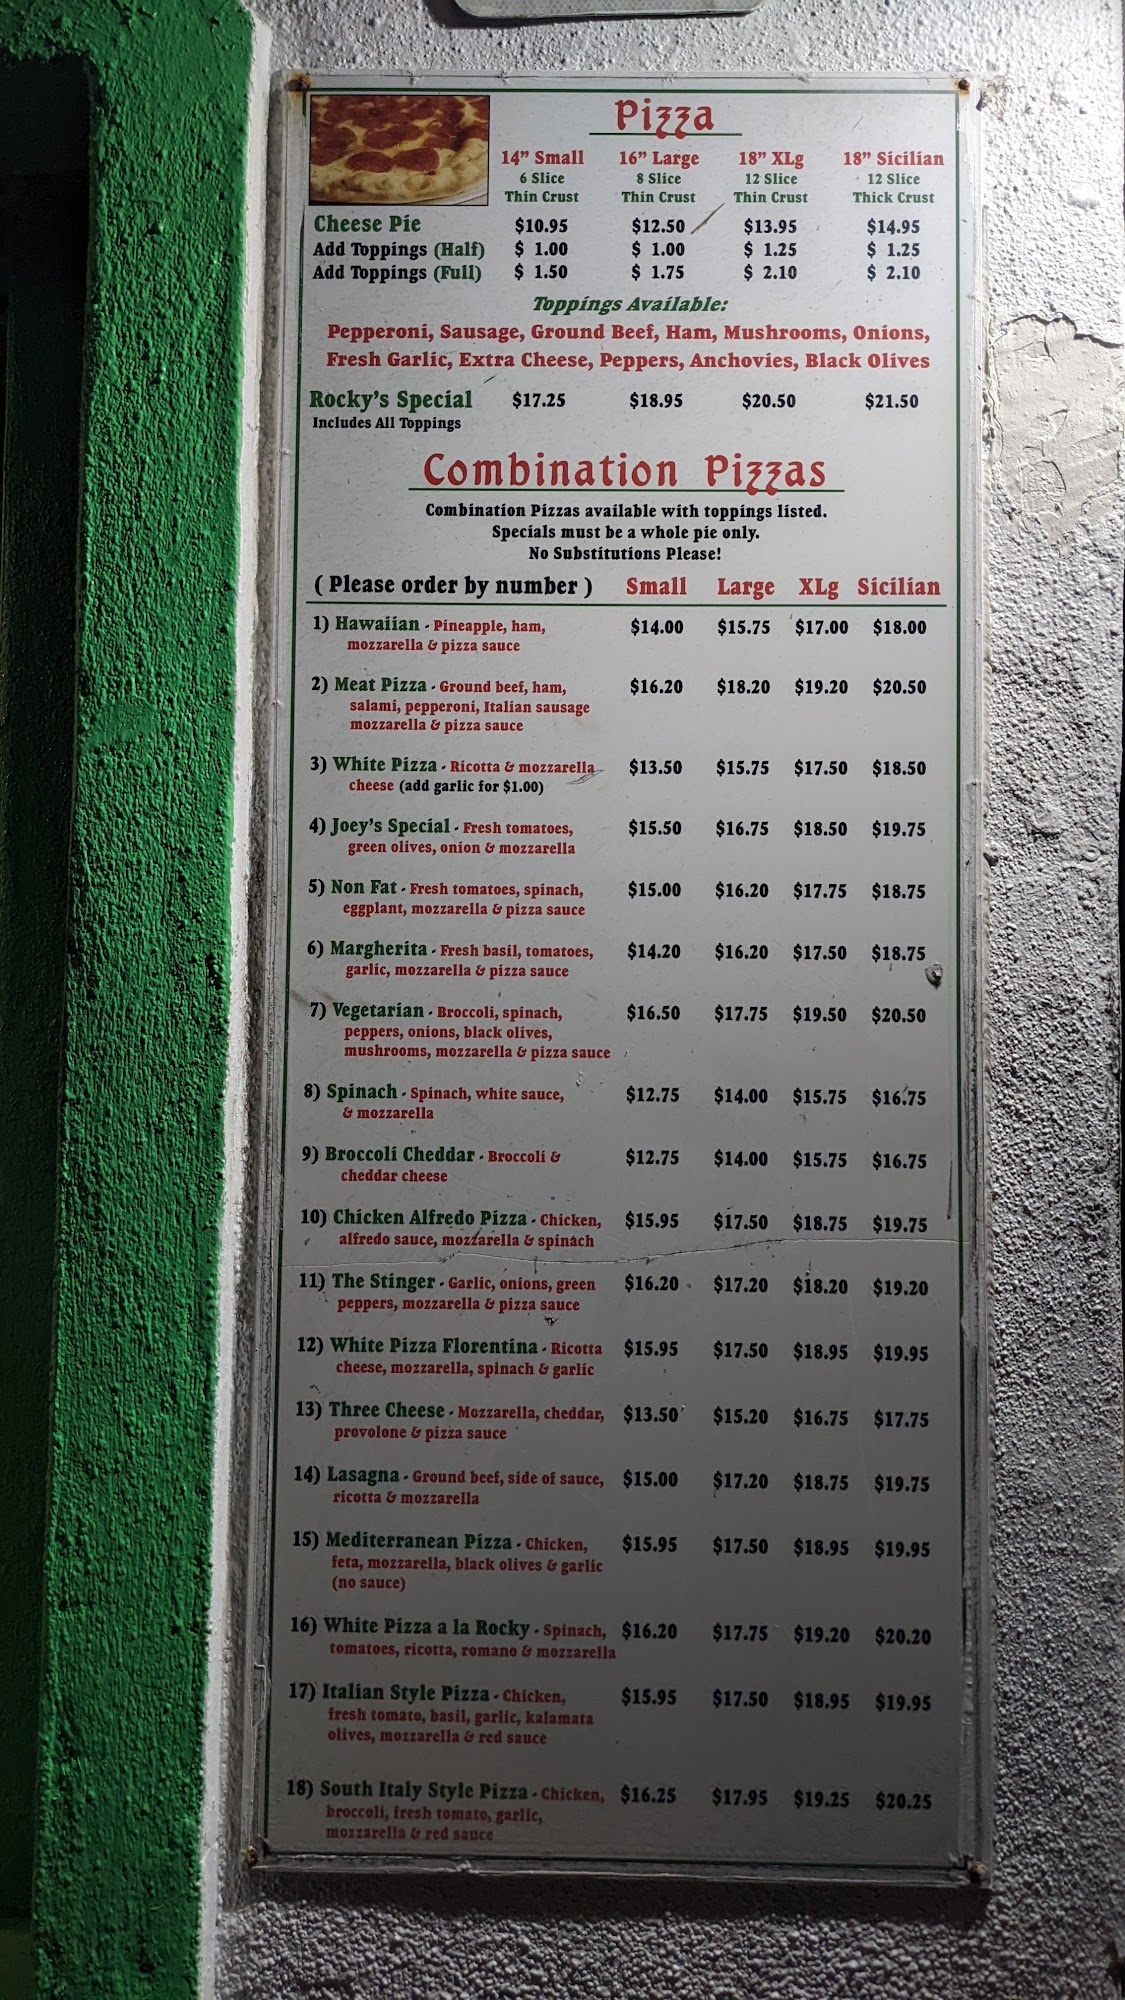 Pizza
14” Small 16” Large 18” XLg 18” Sicilian
6 Slice 8 Slice 12 Slice 12 Slice
Thin Crust Thin Crust Thin Crust Thick Crust
Cheese Pie $10.95 $12.50 $13.95 $14.95
Add Toppings (Half) $ 1.00 $ 1.00 $ 1.25 $ 1.25
Add Toppings (Full) $ 1.50 $ 1.75 $ 2.10 $ 2.10
Toppings Available:
Pepperoni, Sausage, Ground Beef, Ham, Mushrooms, Onions,
Fresh Garlic, Extra Cheese, Peppers, Anchovies, Black Olives
Rocky's Special $17.25 $18.95 $20.50 $21.50
Includes All Toppings
Combination Pizzas
Combination Pizzas available with toppings listed.
Specials must be a whole pie only.
No Substitutions Please!
( Please order by number ) Small Large XLg Sicilian
1) Hawaiian - Pineapple, ham, $14.00 $15.75 $17.00 $18.00
mozzarella & pizza sauce
2) Meat Pizza - Ground beef, ham, $16.20 $18.20 $19.20 $20.50
salami, pepperoni, Italian sausage
mozzarella & pizza sauce
3) White Pizza - Ricotta & mozzarella $13.50 $15.75 $17.50 $18.50
cheese (add garlic for $1.00)
4) Joey's Special - Fresh tomatoes, $15.50 $16.75 $18.50 $19.75
green olives, onion & mozzarella
5) Non Fat - Fresh tomatoes, spinach, $15.00 $16.20 $17.75 $18.75
eggplant, mozzarella & pizza sauce
6) Margherita - Fresh basil, tomatoes, $14.20 $16.20 $17.50 $18.75
garlic, mozzarella & pizza sauce
7) Vegetarian - Broccoli, spinach, $16.50 $17.75 $19.50 $20.50
peppers, onions, black olives,
mushrooms, mozzarella & pizza sauce
8) Spinach - Spinach, white sauce, $12.75 $14.00 $15.75 $16.75
& mozzarella
9) Broccoli Cheddar - Broccoli & $12.75 $14.00 $15.75 $16.75
cheddar cheese
10) Chicken Alfredo Pizza - Chicken, $15.95 $17.50 $18.75 $19.75
alfredo sauce, mozzarella & spinach
11) The Stinger - Garlic, onions, green $16.20 $17.20 $18.20 $19.20
peppers, mozzarella & pizza sauce
12) White Pizza Florentina - Ricotta $15.95 $17.50 $18.95 $19.95
cheese, mozzarella, spinach & garlic
13) Three Cheese - Mozzarella, cheddar, $13.50 $15.20 $16.75 $17.75
provolone & pizza sauce
14) Lasagna - Ground beef, side of sauce, $15.00 $17.20 $18.75 $19.75
ricotta & mozzarella
15) Mediterranean Pizza - Chicken, $15.95 $17.50 $18.95 $19.95
feta, mozzarella, black olives & garlic
(no sauce)
16) White Pizza a la Rocky - Spinach, $16.20 $17.75 $19.20 $20.20
tomatoes, ricotta, romano & mozzarella
17) Italian Style Pizza - Chicken, $15.95 $17.50 $18.95 $19.95
fresh tomato, basil, garlic, kalamata
olives, mozzarella & red sauce
18) South Italy Style Pizza - Chicken, $16.25 $17.95 $19.25 $20.25
broccoli, fresh tomato, garlic,
mozzarella & red sauce